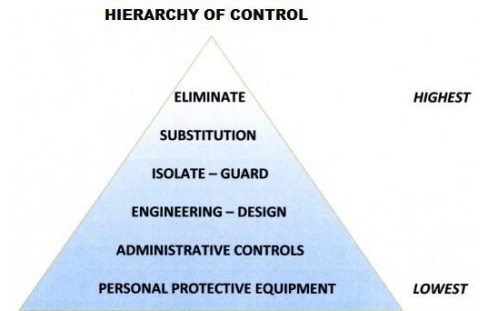 HIERARCHY OF CONTROL
ELIMINATE HIGHEST
SUBSTITUTION
ISOLATE – GUARD
ENGINEERING – DESIGN
ADMINISTRATIVE CONTROLS
PERSONAL PROTECTIVE EQUIPMENT LOWEST